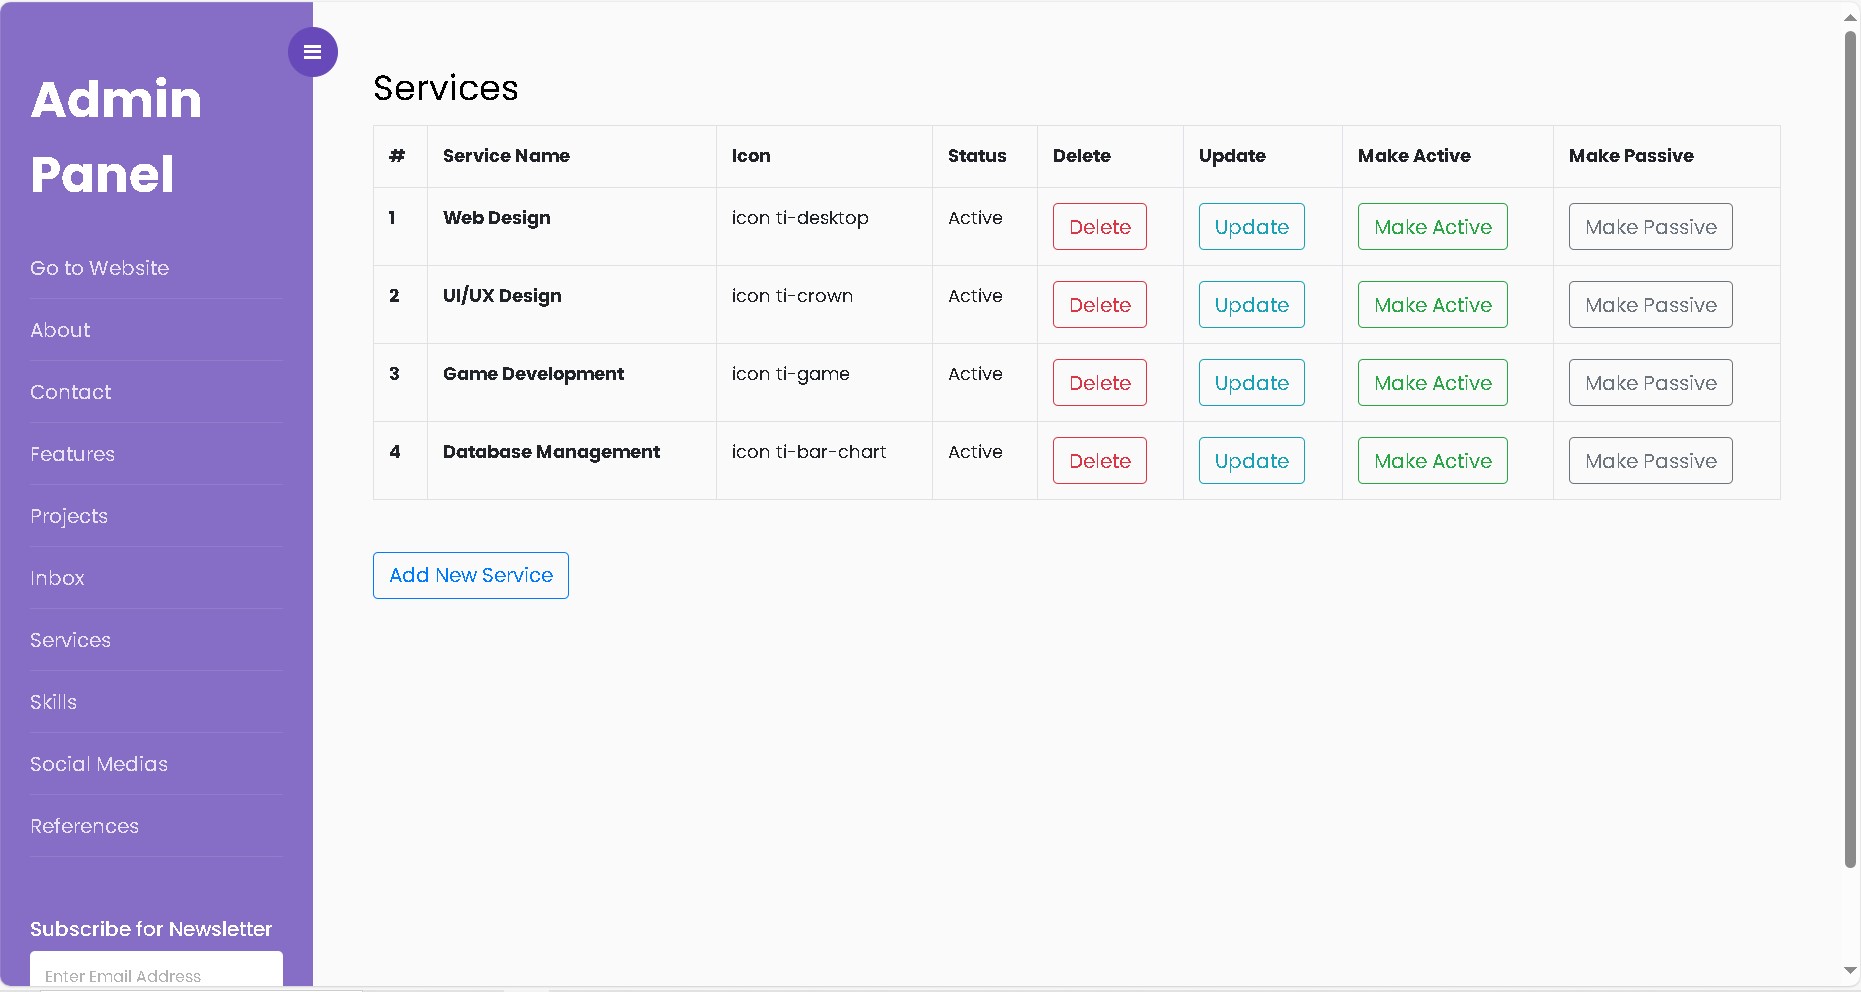 Admin
Panel
Go to Website
About
Contact
Features
Projects
Inbox
Services
Skills
Social Medias
References
Subscribe for Newsletter
Enter Email Address
Services
# Service Name Icon Status Delete Update Make Active Make Passive
1 Web Design icon ti-desktop Active Delete Update Make Active Make Passive
2 UI/UX Design icon ti-crown Active Delete Update Make Active Make Passive
3 Game Development icon ti-game Active Delete Update Make Active Make Passive
4 Database Management icon ti-bar-chart Active Delete Update Make Active Make Passive
Add New Service